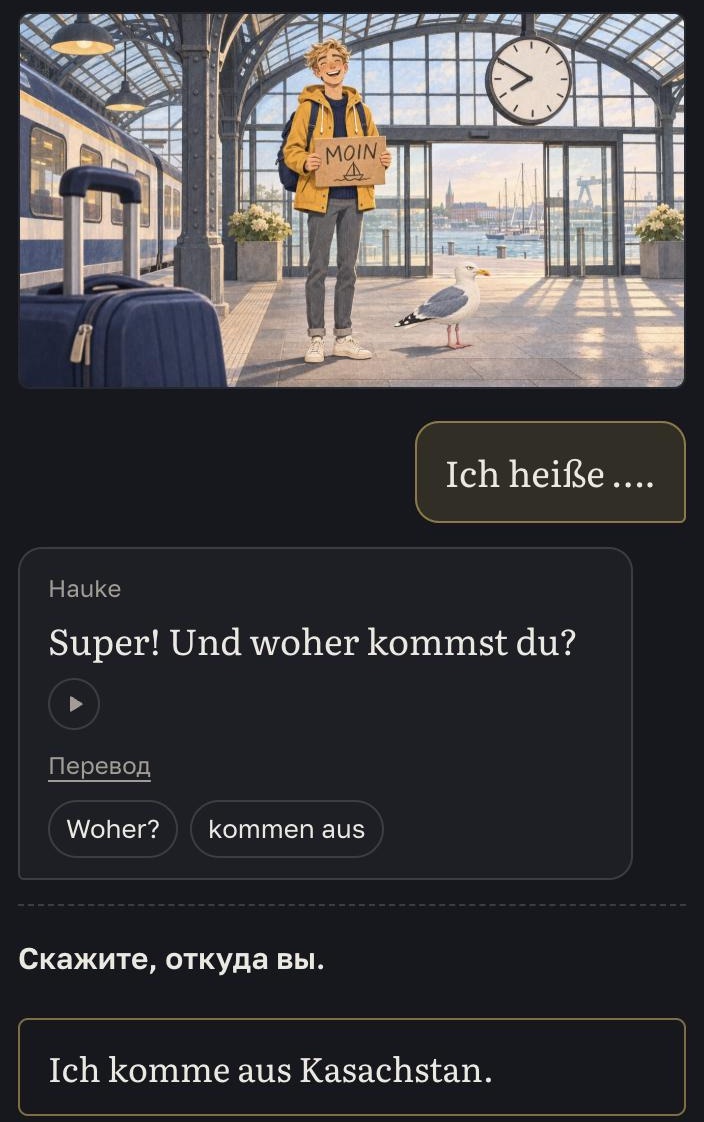 MOIN
Ich heiße ....
Hauke
Super! Und woher kommst du?
Перевод
Woher?
kommen aus
Скажите, откуда вы.
Ich komme aus Kasachstan.